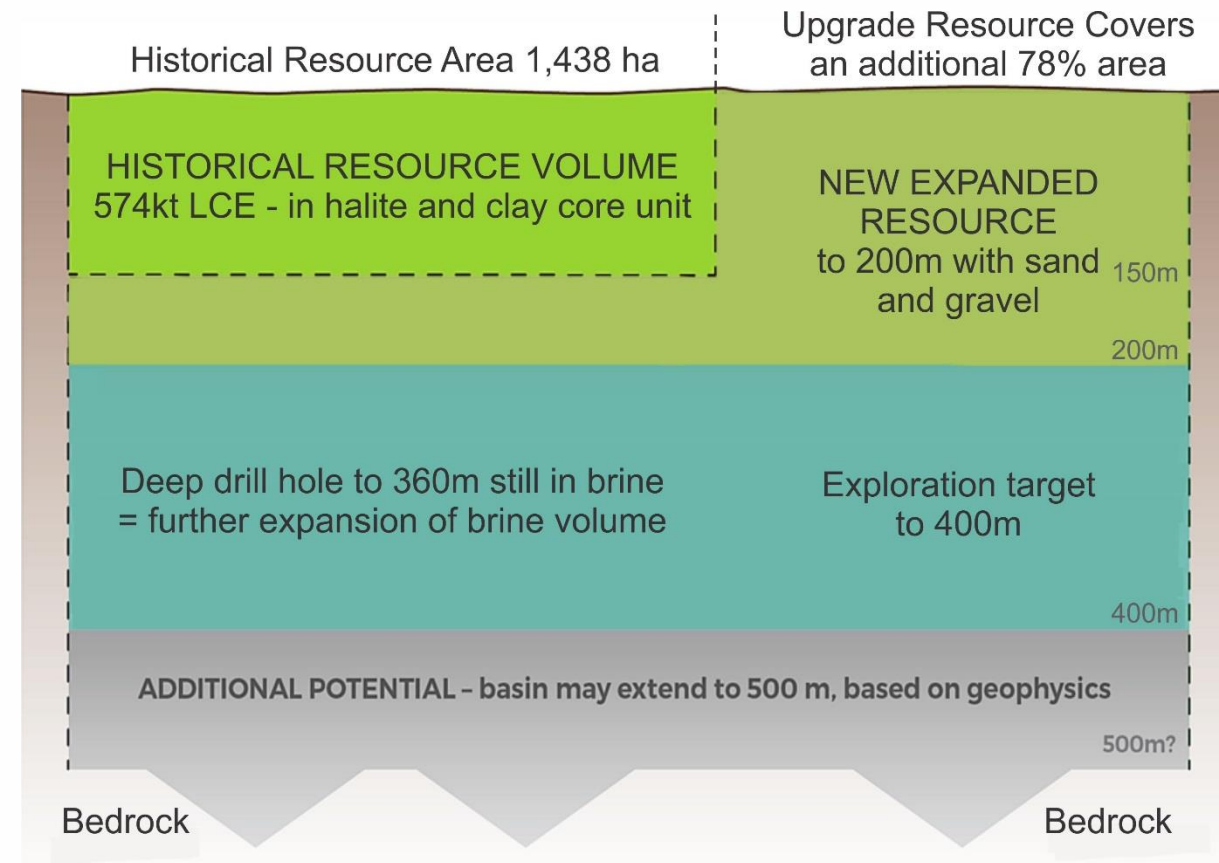 Historical Resource Area 1,438 ha
Upgrade Resource Covers
an additional 78% area
HISTORICAL RESOURCE VOLUME
574kt LCE - in halite and clay core unit
NEW EXPANDED
RESOURCE
to 200m with sand
and gravel
150m
200m
Deep drill hole to 360m still in brine
= further expansion of brine volume
Exploration target
to 400m
400m
ADDITIONAL POTENTIAL – basin may extend to 500 m, based on geophysics
500m?
Bedrock
Bedrock